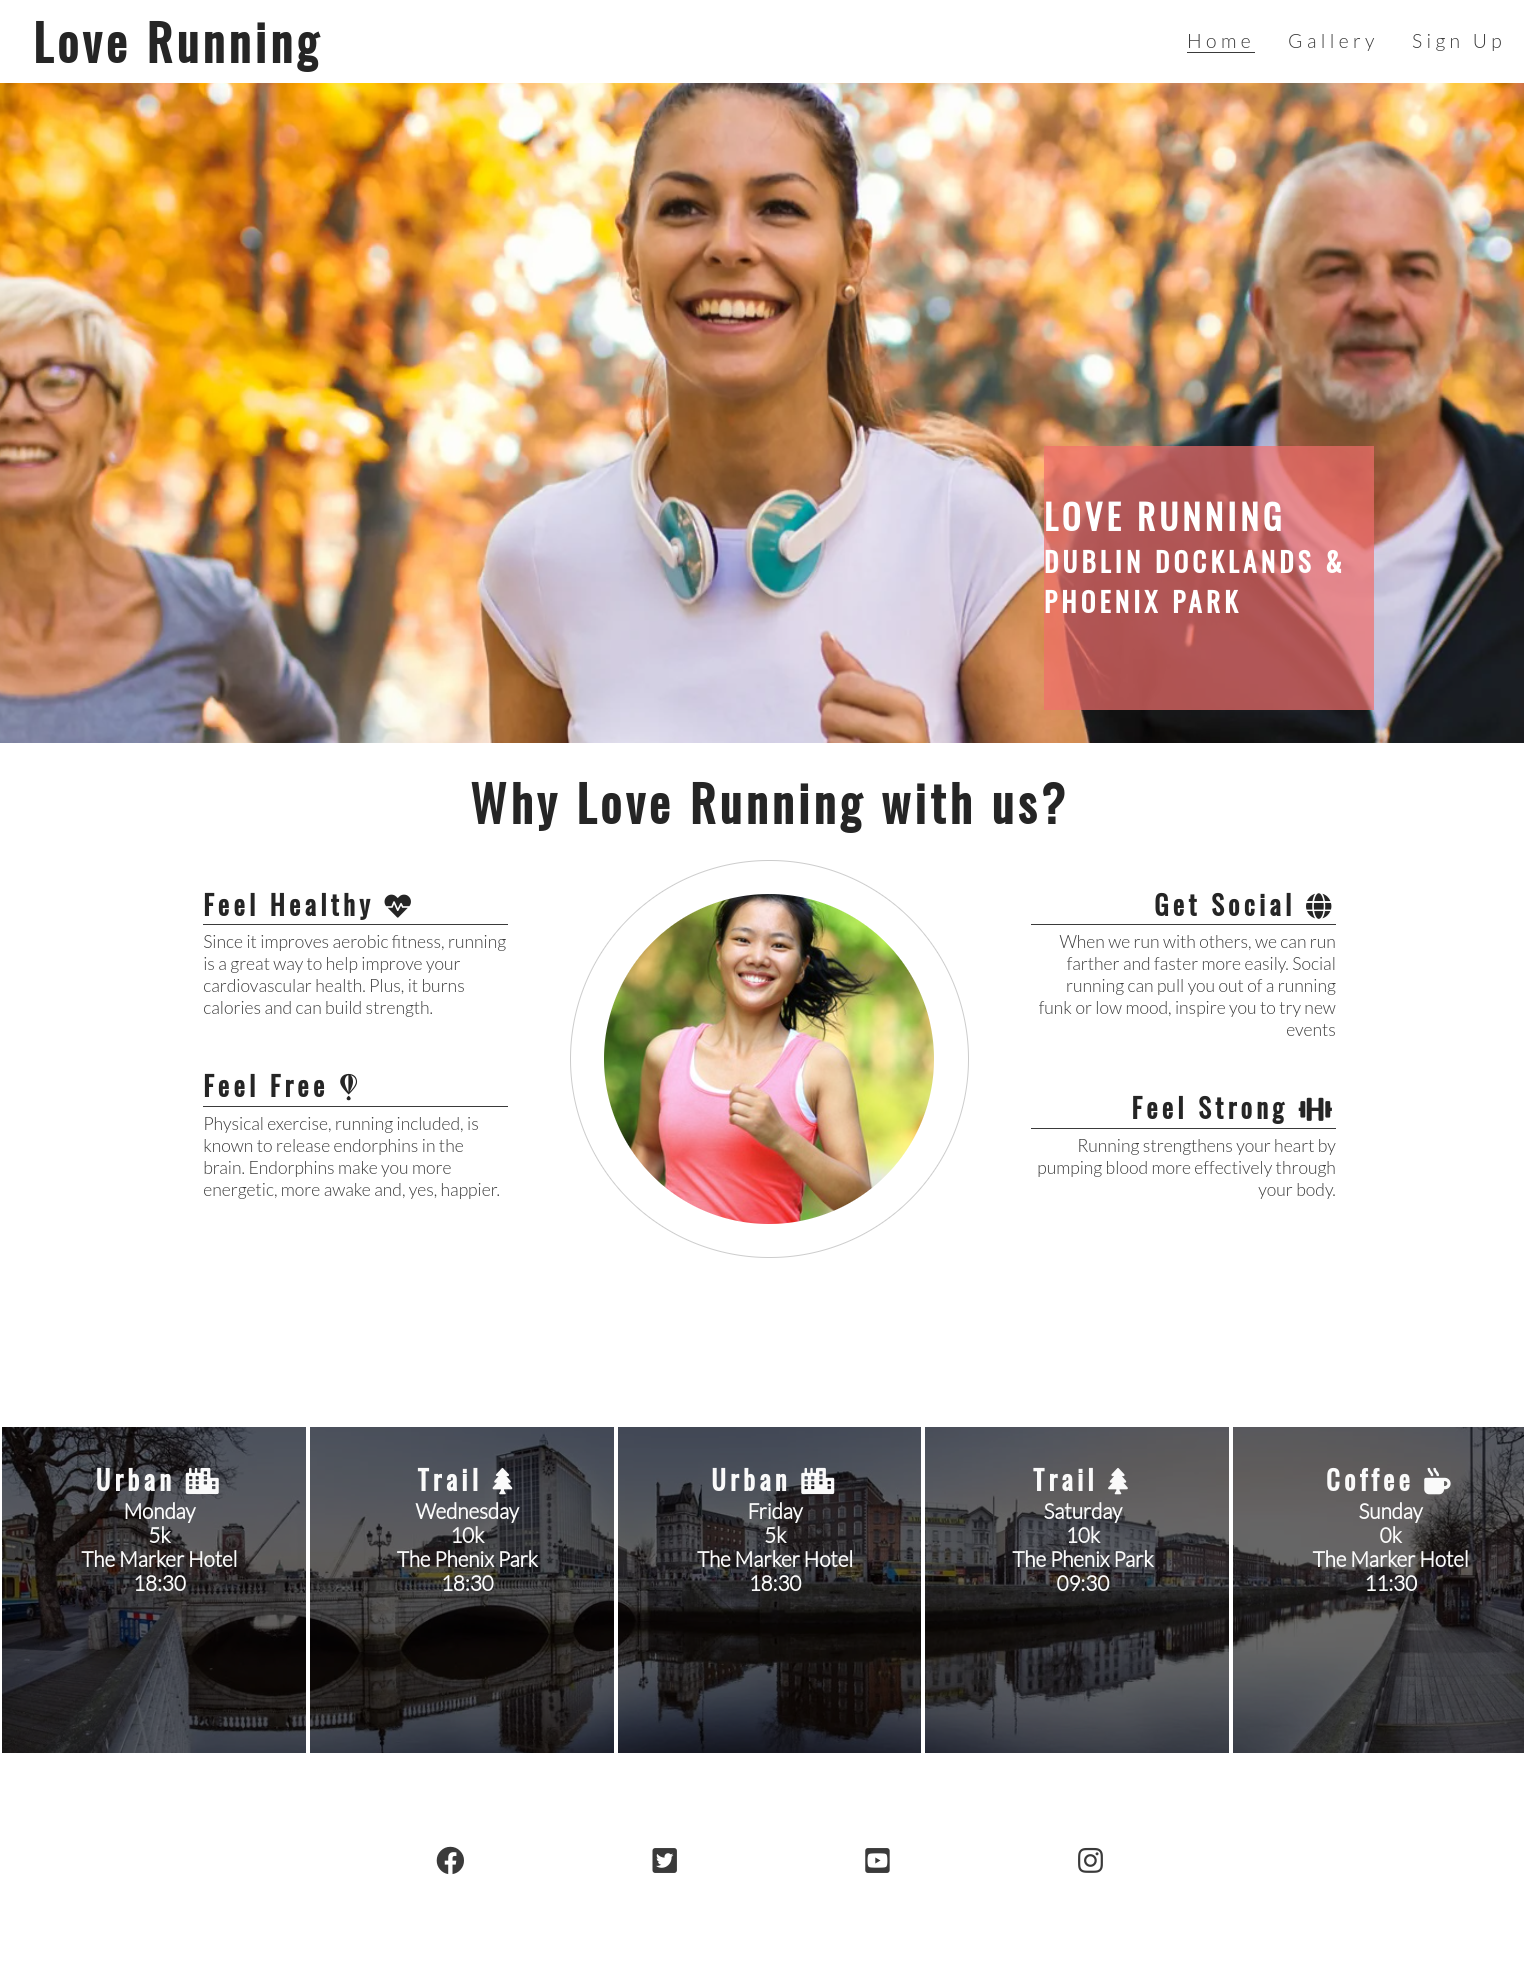 Love Running
Home Gallery Sign Up
LOVE RUNNING
DUBLIN DOCKLANDS &
PHOENIX PARK
Why Love Running with us?
Feel Healthy
Since it improves aerobic fitness, running
is a great way to help improve your
cardiovascular health. Plus, it burns
calories and can build strength.
Feel Free
Physical exercise, running included, is
known to release endorphins in the
brain. Endorphins make you more
energetic, more awake and, yes, happier.
Get Social
When we run with others, we can run
farther and faster more easily. Social
running can pull you out of a running
funk or low mood, inspire you to try new
events
Feel Strong
Running strengthens your heart by
pumping blood more effectively through
your body.
Urban
Monday
5k
The Marker Hotel
18:30
Trail
Wednesday
10k
The Phenix Park
18:30
Urban
Friday
5k
The Marker Hotel
18:30
Trail
Saturday
10k
The Phenix Park
09:30
Coffee
Sunday
0k
The Marker Hotel
11:30